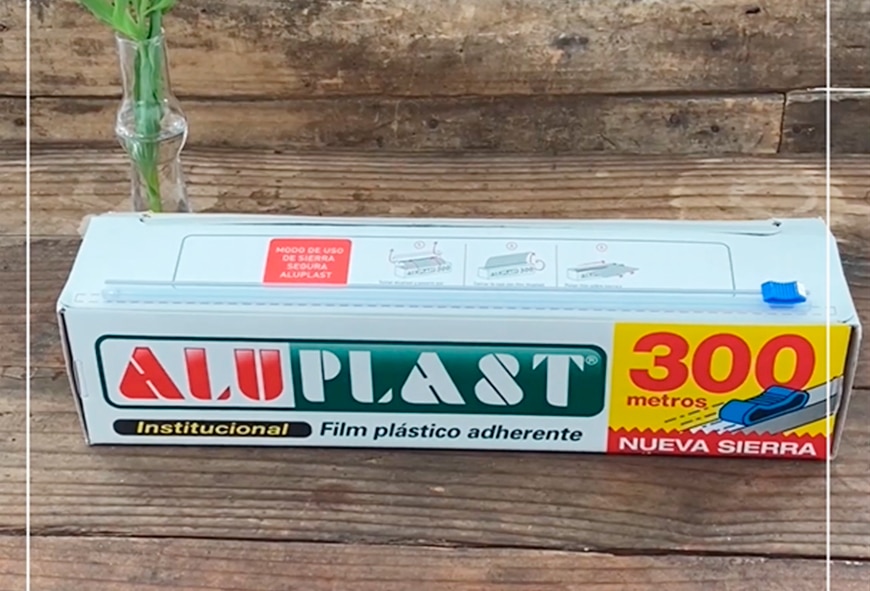 MODO DE USO
DE SIERRA
SEGURA
ALUPLAST
ALUPLAST®
Institucional Film plástico adherente
300
metros
NUEVA SIERRA